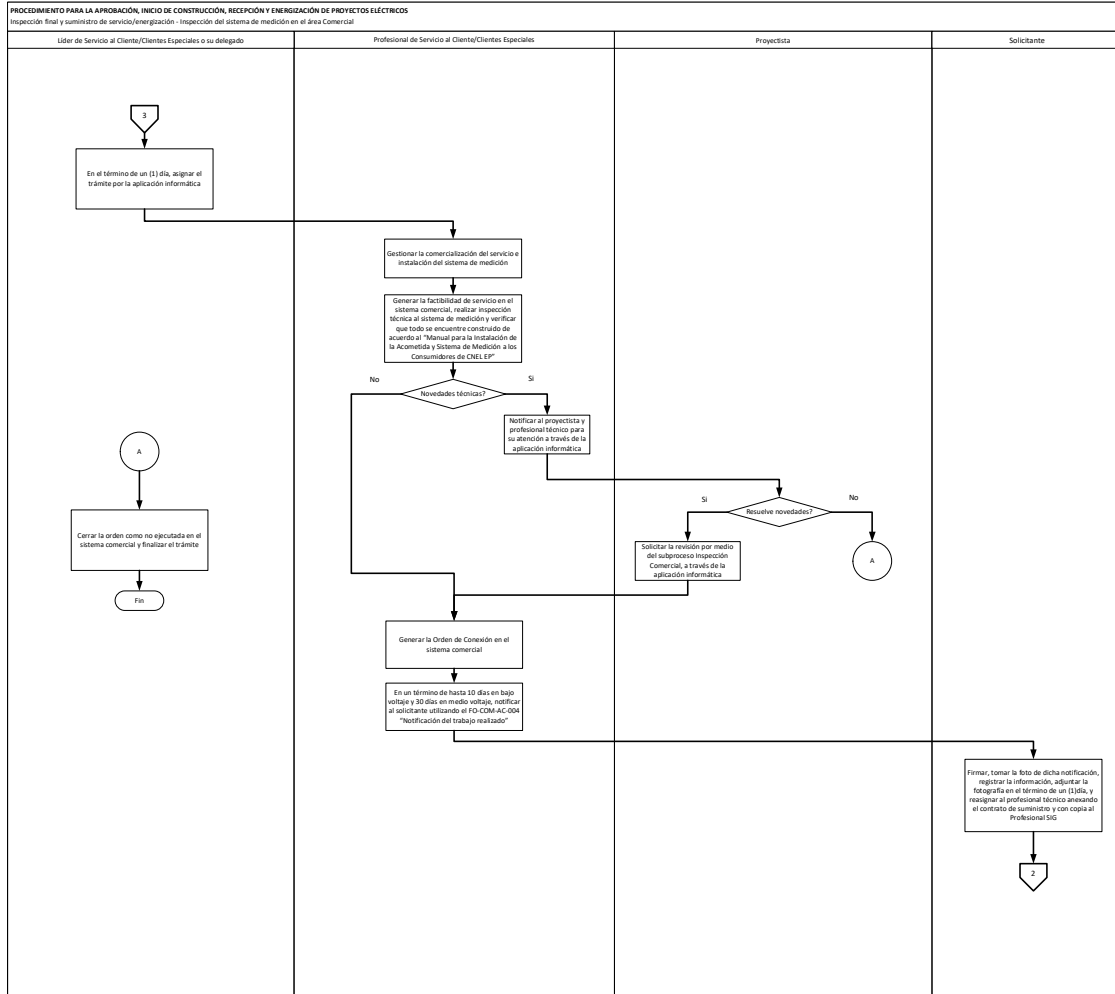 PROCEDIMIENTO PARA LA APROBACIÓN, INICIO DE CONSTRUCCIÓN, RECEPCIÓN Y ENERGIZACIÓN DE PROYECTOS ELÉCTRICOS
Inspección final y suministro de servicio/energización - Inspección del sistema de medición en el área Comercial
Líder de Servicio al Cliente/Clientes Especiales o su delegado
Profesional de Servicio al Cliente/Clientes Especiales
Proyectista
Solicitante
3
En el término de un (1) día, asignar el
trámite por la aplicación informática
Gestionar la comercialización del servicio e
instalación del sistema de medición
Generar la factibilidad de servicio en el
sistema comercial, realizar inspección
técnica al sistema de medición y verificar
que todo se encuentre construido de
acuerdo al "Manual para la Instalación de
la Acometida y Sistema de Medición a los
Consumidores de CNEL EP"
No
Novedades técnicas?
Si
Notificar al proyectista y
profesional técnico para
su atención a través de la
aplicación informática
A
Cerrar la orden como no ejecutada en el
sistema comercial y finalizar el trámite
Fin
Si
Resuelve novedades?
No
Solicitar la revisión por medio
del subproceso Inspección
Comercial, a través de la
aplicación informática
A
Generar la Orden de Conexión en el
sistema comercial
En un término de hasta 10 días en bajo
voltaje y 30 días en medio voltaje, notificar
al solicitante utilizando el FO-COM-AC-004
"Notificación del trabajo realizado"
Firmar, tomar la foto de dicha notificación,
registrar la información, adjuntar la
fotografía en el término de un (1)día, y
reasignar al profesional técnico anexando
el contrato de suministro y con copia al
Profesional SIG
2